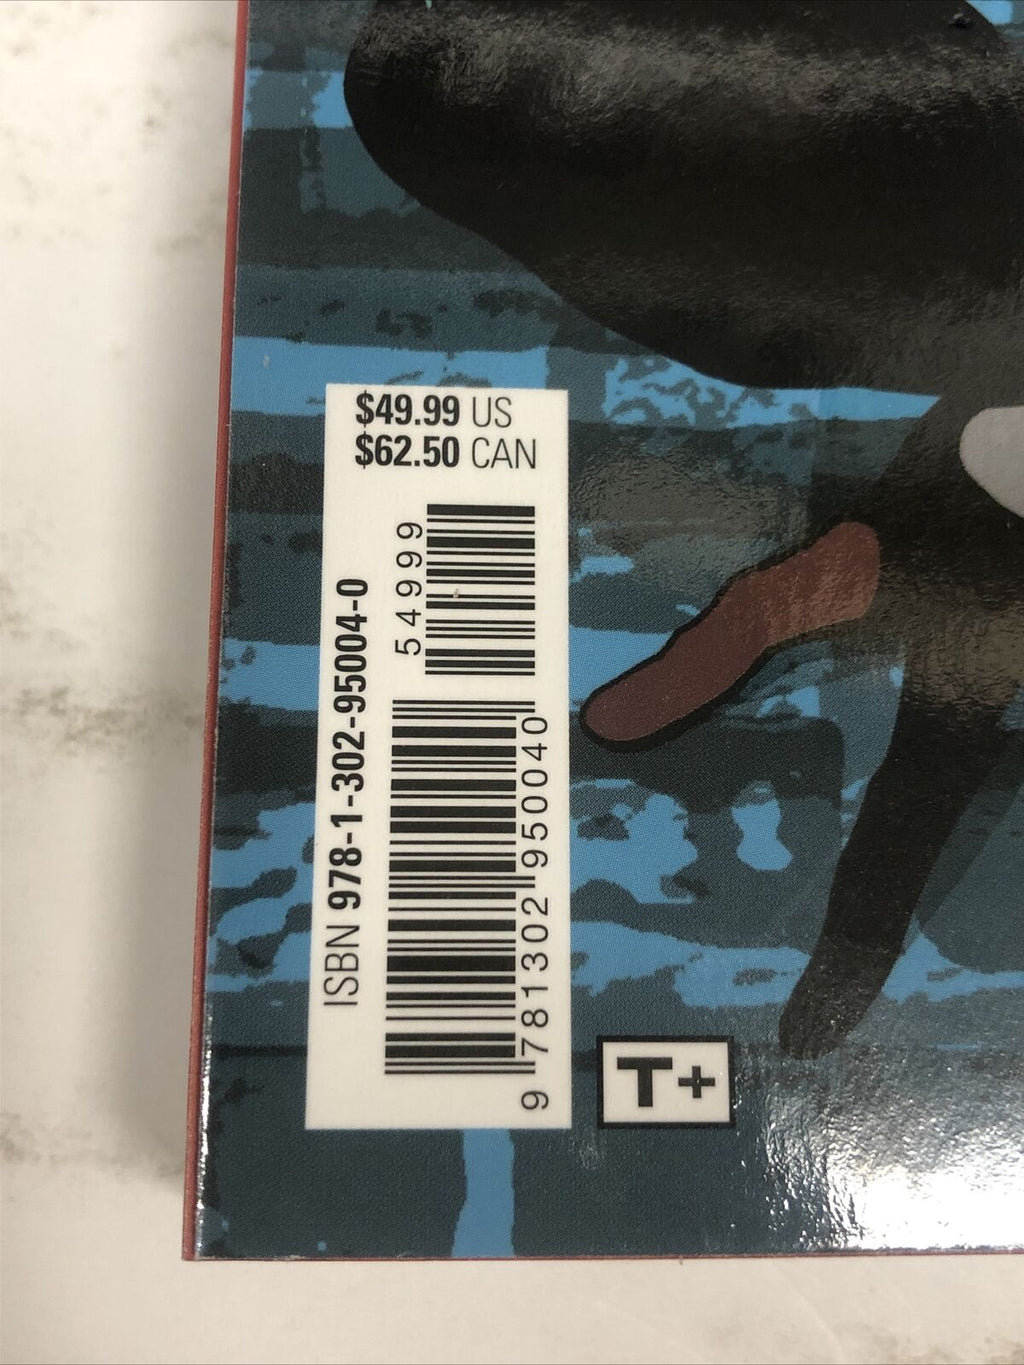 $49.99 US
$62.50 CAN
54999
ISBN 978-1-302-95004-0
9 781302 950040
T+